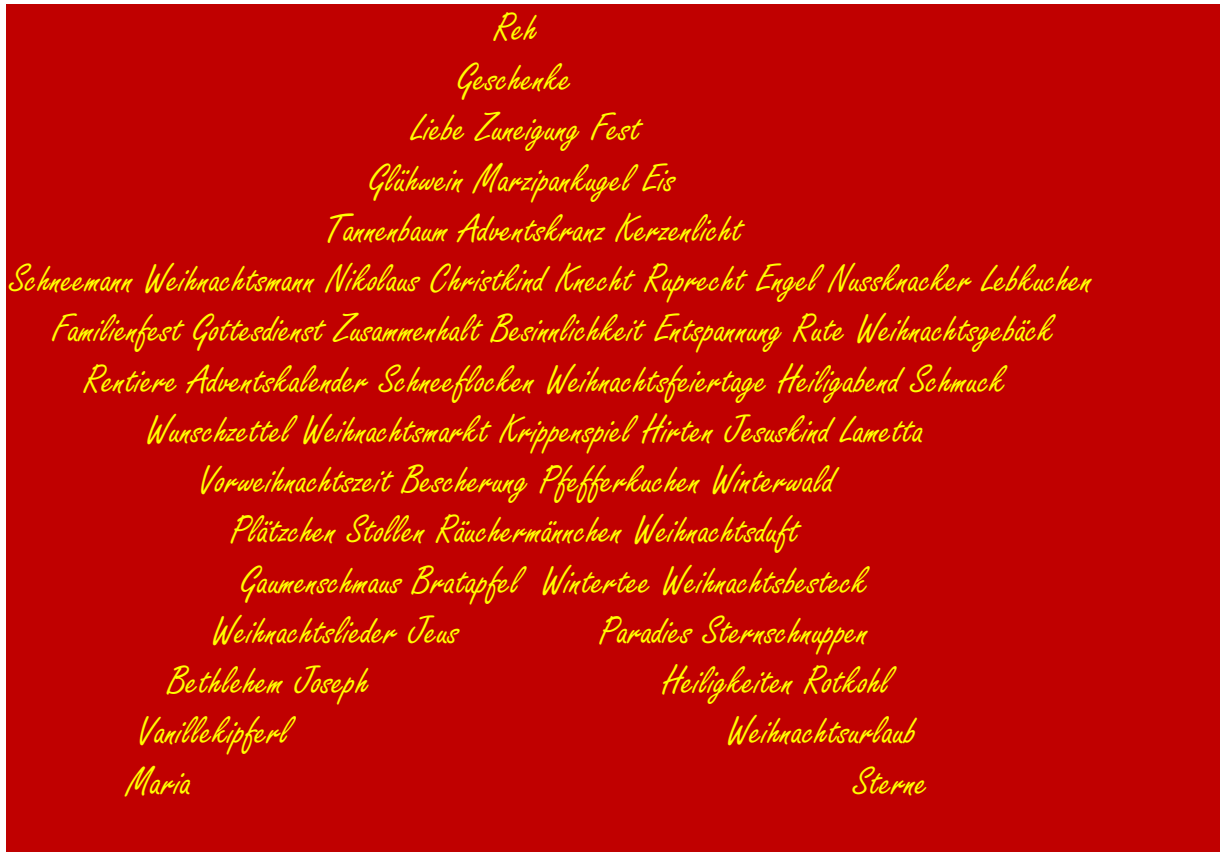 Reh
Geschenke
Liebe Zuneigung Fest
Glühwein Marzipankugel Eis
Tannenbaum Adventskranz Kerzenlicht
Schneemann Weihnachtsmann Nikolaus Christkind Knecht Ruprecht Engel Nussknacker Lebkuchen
Familienfest Gottesdienst Zusammenhalt Besinnlichkeit Entspannung Rute Weihnachtsgebäck
Rentiere Adventskalender Schneeflocken Weihnachtsfeiertage Heiligabend Schmuck
Wunschzettel Weihnachtsmarkt Krippenspiel Hirten Jesuskind Lametta
Vorweihnachtszeit Bescherung Pfefferkuchen Winterwald
Plätzchen Stollen Räuchermännchen Weihnachtsduft
Gaumenschmaus Bratapfel Wintertee Weihnachtsbesteck
Weihnachtslieder Jeus Paradies Sternschnuppen
Bethlehem Joseph Heiligkeiten Rotkohl
Vanillekipferl Weihnachtsurlaub
Maria Sterne